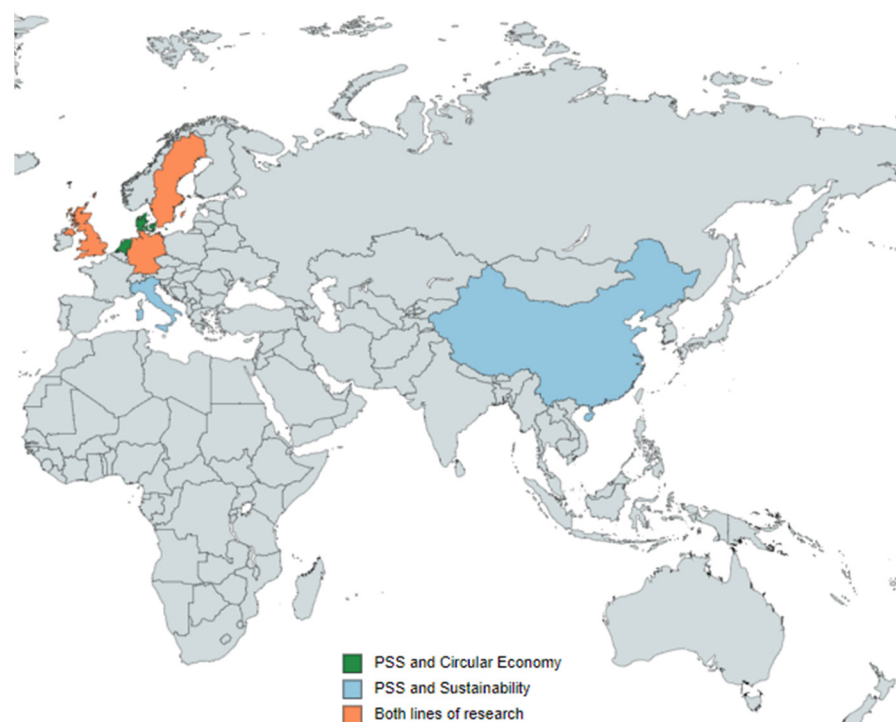 PSS and Circular Economy
PSS and Sustainability
Both lines of research